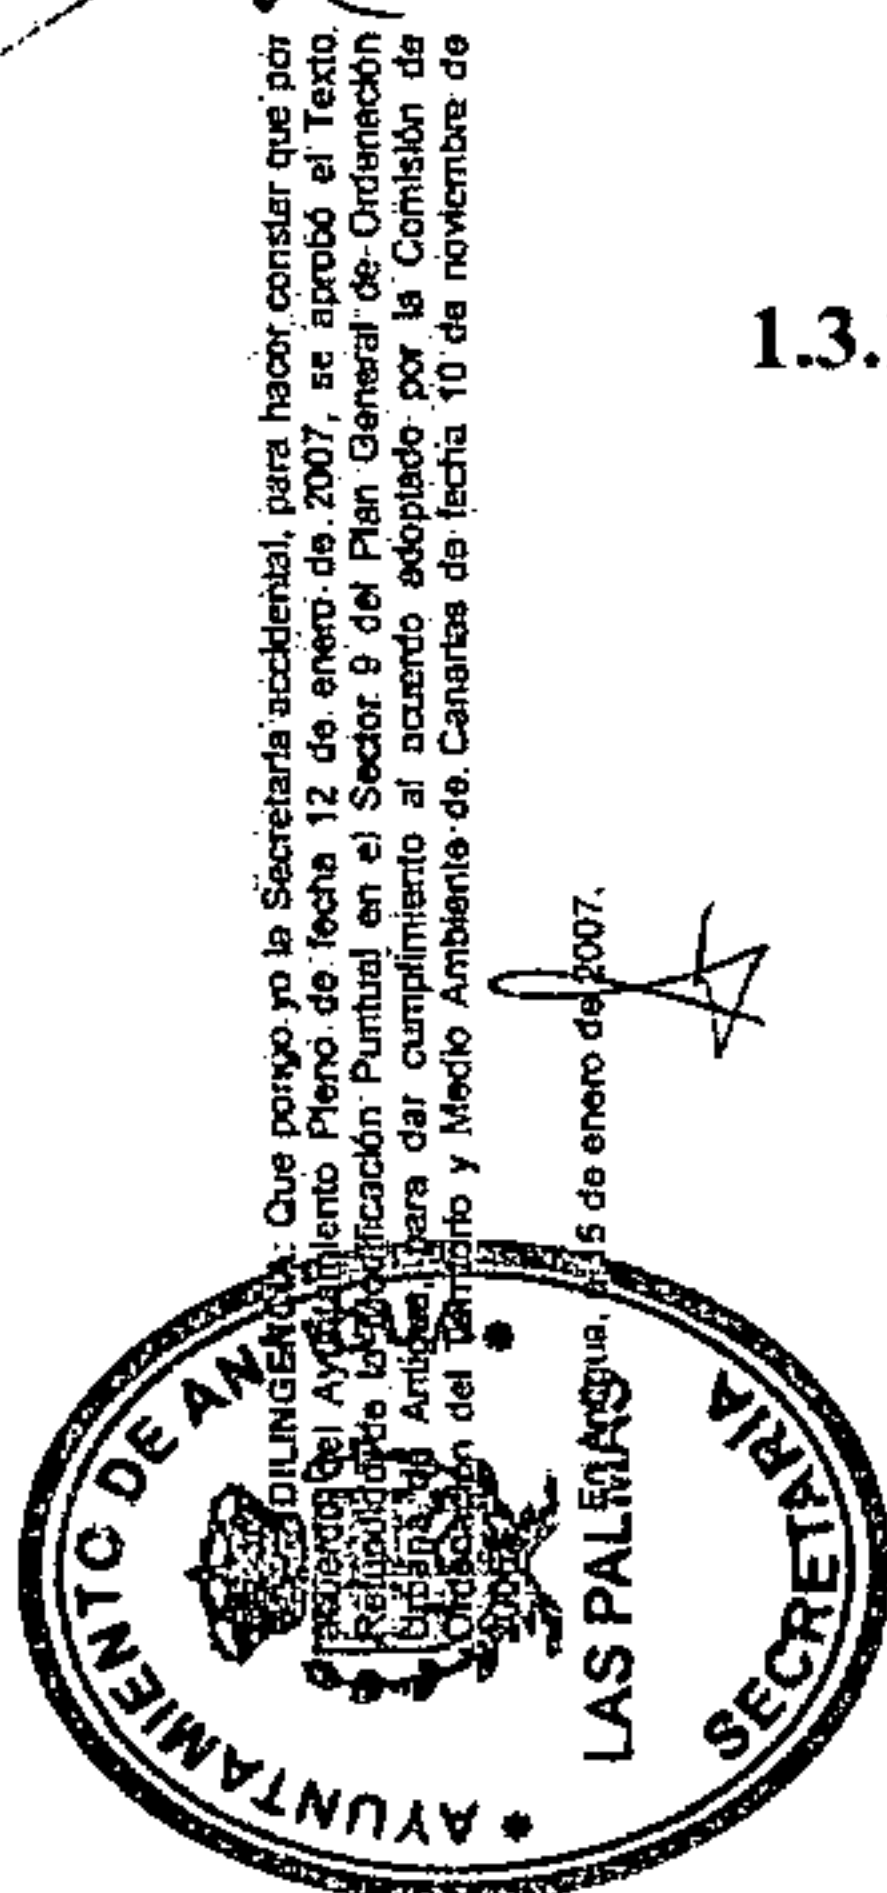 DILINGENCIA: Que pongo yo la Secretaria accidental, para hacer constar que por
acuerdo del Ayuntamiento Pleno de fecha 12 de enero de 2007, se aprobó el Texto
Refundido de la Modificación Puntual en el Sector 9 del Plan General de Ordenación
Urbana de Antigua, para dar cumplimiento al acuerdo adoptado por la Comisión de
Ordenación del Territorio y Medio Ambiente de Canarias de fecha 10 de noviembre de
En Antigua, a 15 de enero de 2007.
AYUNTAMIENTO DE AN
LAS PALMAS
SECRETARIA
1.3.